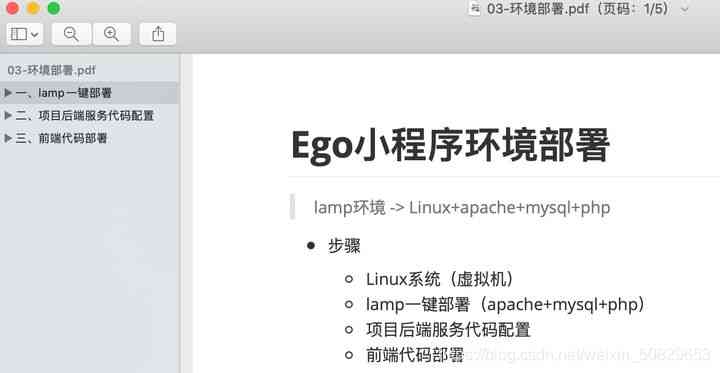 03-环境部署.pdf（页码：1/5）
03-环境部署.pdf
一、lamp一键部署
二、项目后端服务代码配置
三、前端代码部署
Ego小程序环境部署
lamp环境 -> Linux+apache+mysql+php
步骤
Linux系统（虚拟机）
lamp一键部署（apache+mysql+php）
项目后端服务代码配置
前端代码部署
https://blog.csdn.net/weixin_50829653